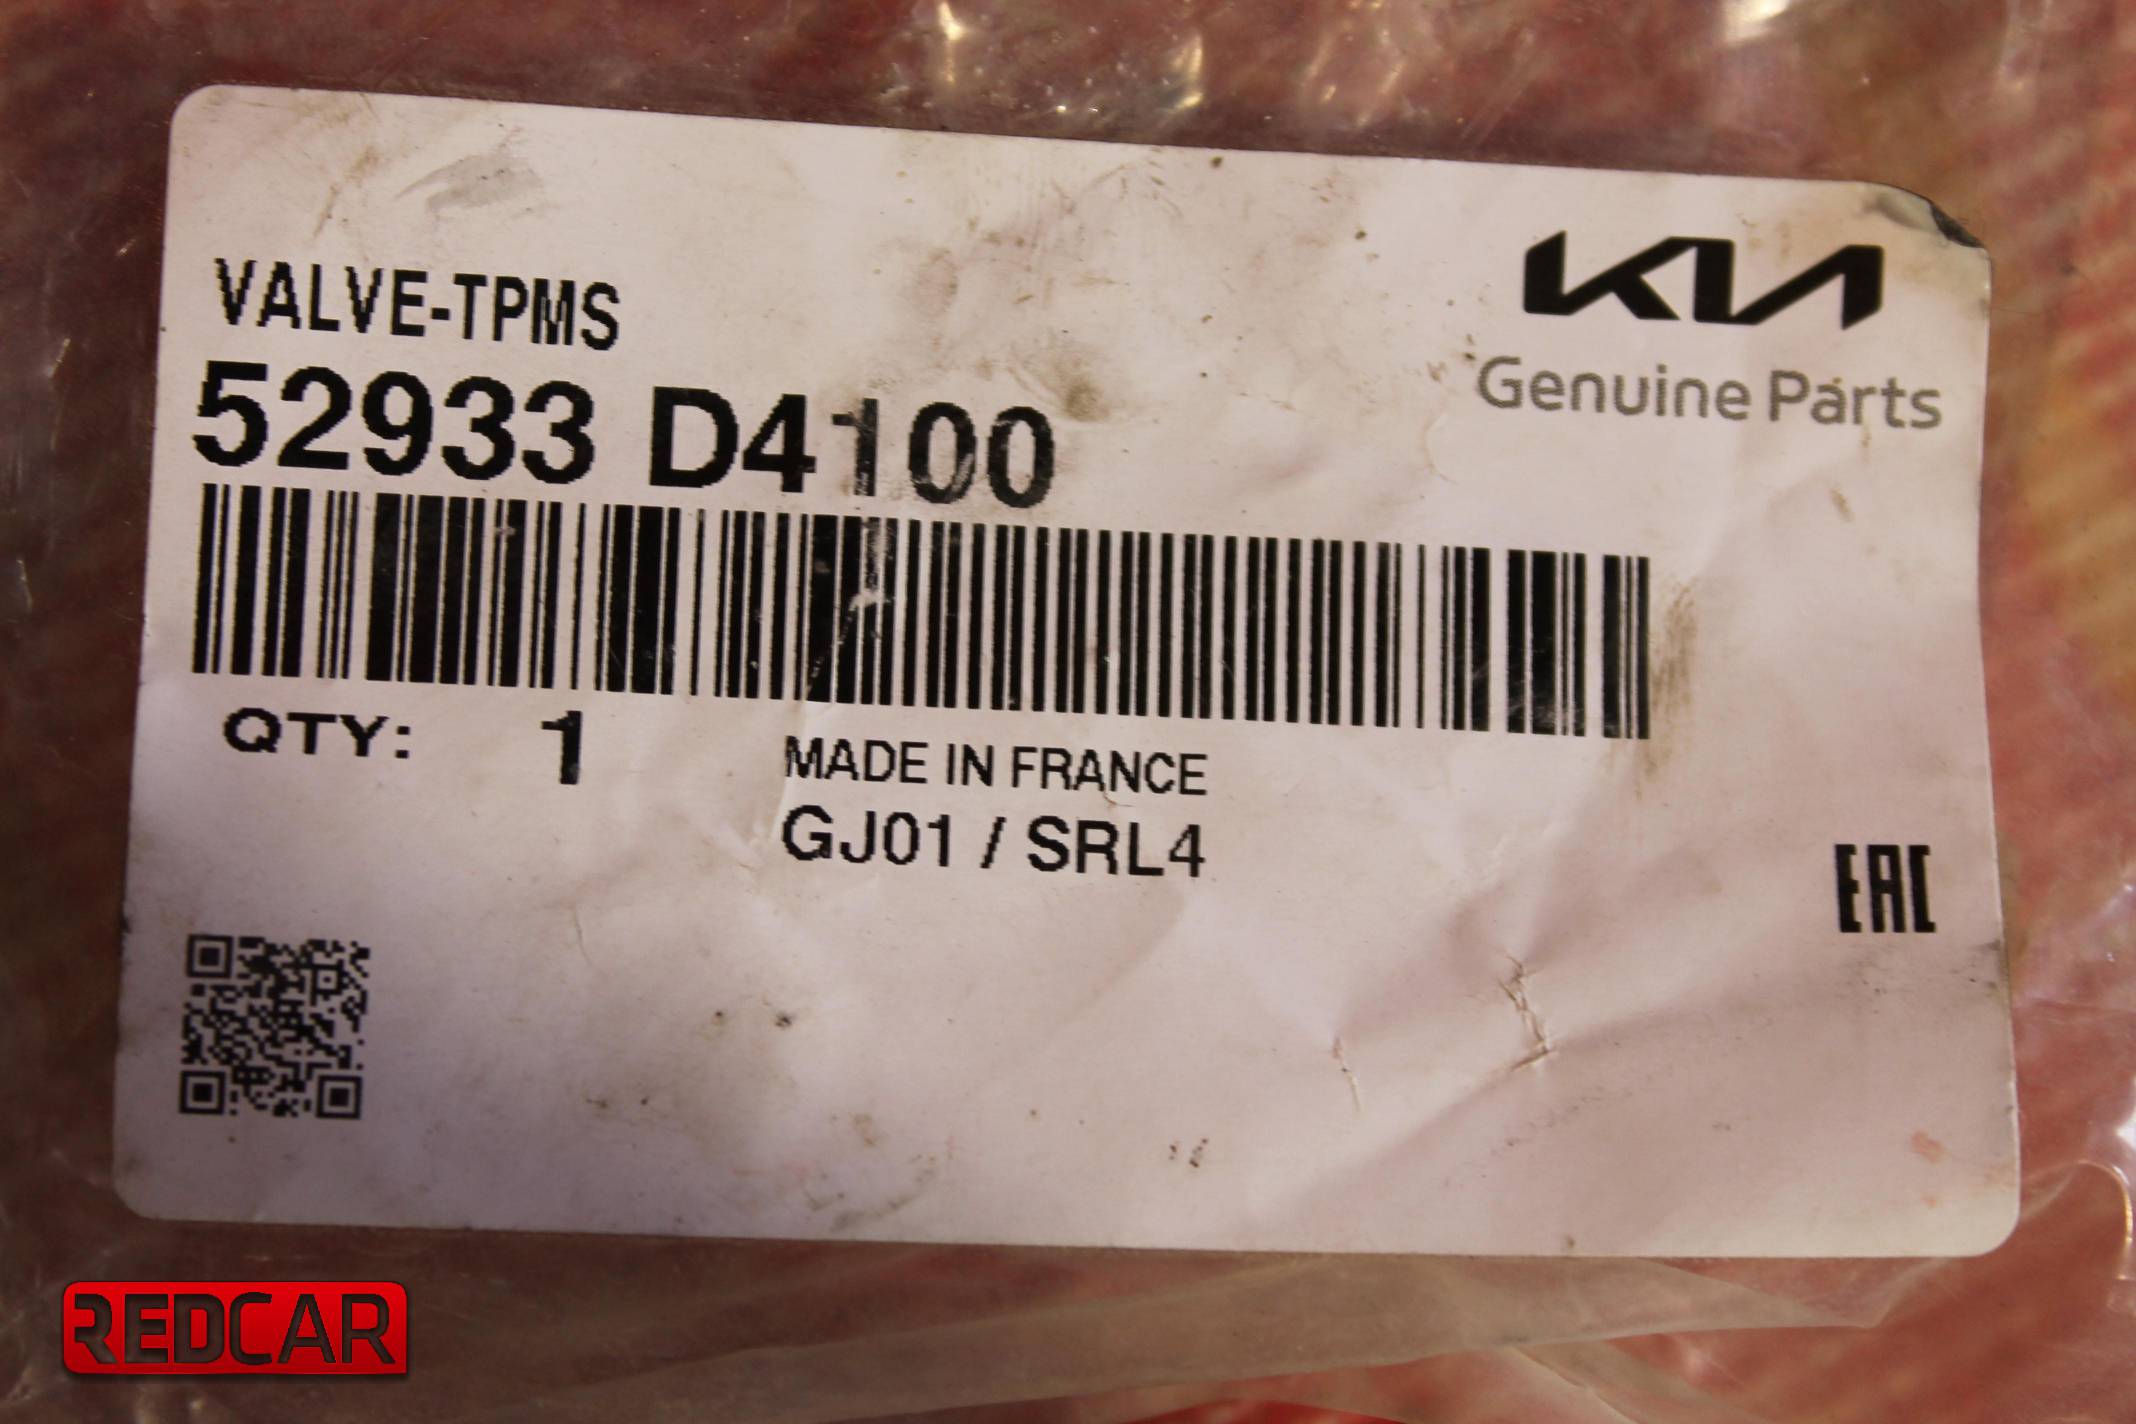 VALVE-TPMS
KIA
Genuine Parts
52933 D4100
QTY: 1
MADE IN FRANCE
GJ01 / SRL4
EAC
REDCAR